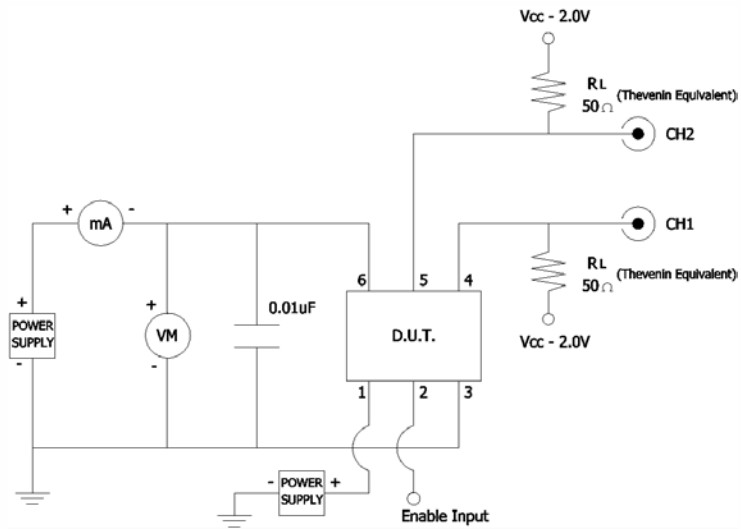 Vcc - 2.0V
RL
50Ω
(Thevenin Equivalent)
CH2
+
mA
-
CH1
RL
50Ω
(Thevenin Equivalent)
6
5
4
+
POWER
SUPPLY
-
+
VM
-
0.01uF
D.U.T.
Vcc - 2.0V
1
2
3
-
POWER
SUPPLY
+
Enable Input